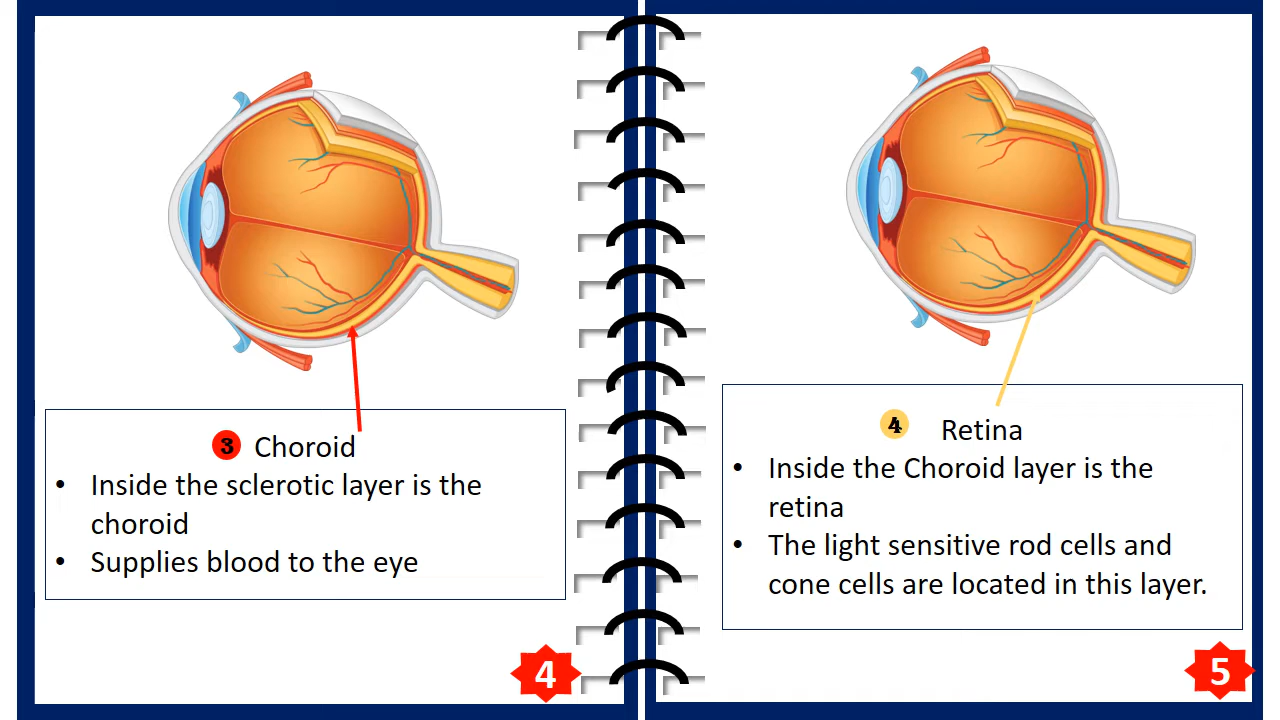 3 Choroid
• Inside the sclerotic layer is the
choroid
• Supplies blood to the eye
4
4 Retina
• Inside the Choroid layer is the
retina
• The light sensitive rod cells and
cone cells are located in this layer.
5